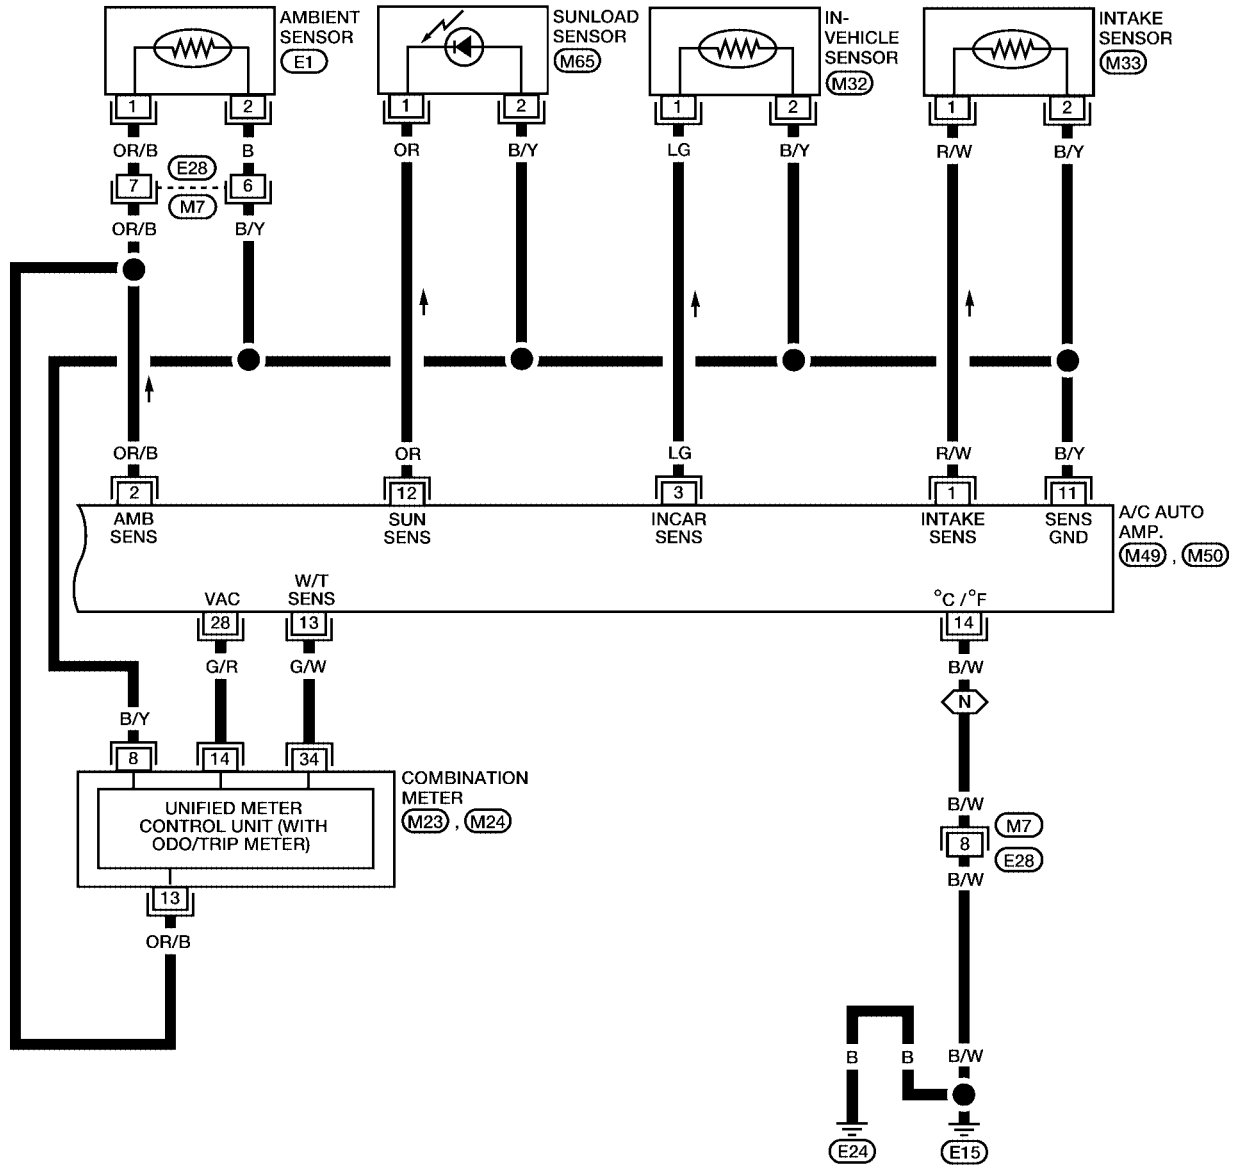 AMBIENT
SENSOR
E1
SUNLOAD
SENSOR
M65
IN-
VEHICLE
SENSOR
M32
INTAKE
SENSOR
M33
1
2
1
2
1
2
1
2
OR/B
B
OR
B/Y
LG
B/Y
R/W
B/Y
E28
7
6
M7
OR/B
B/Y
OR/B
OR
LG
R/W
B/Y
2
12
3
1
11
AMB
SENS
SUN
SENS
INCAR
SENS
INTAKE
SENS
SENS
GND
A/C AUTO
AMP.
M49 , M50
VAC
W/T
SENS
°C /°F
28
13
14
G/R
G/W
B/W
N
B/Y
8
14
34
COMBINATION
METER
M23 , M24
UNIFIED METER
CONTROL UNIT (WITH
ODO/TRIP METER)
13
OR/B
B/W
M7
8
E28
B/W
B
B
B/W
E24
E15